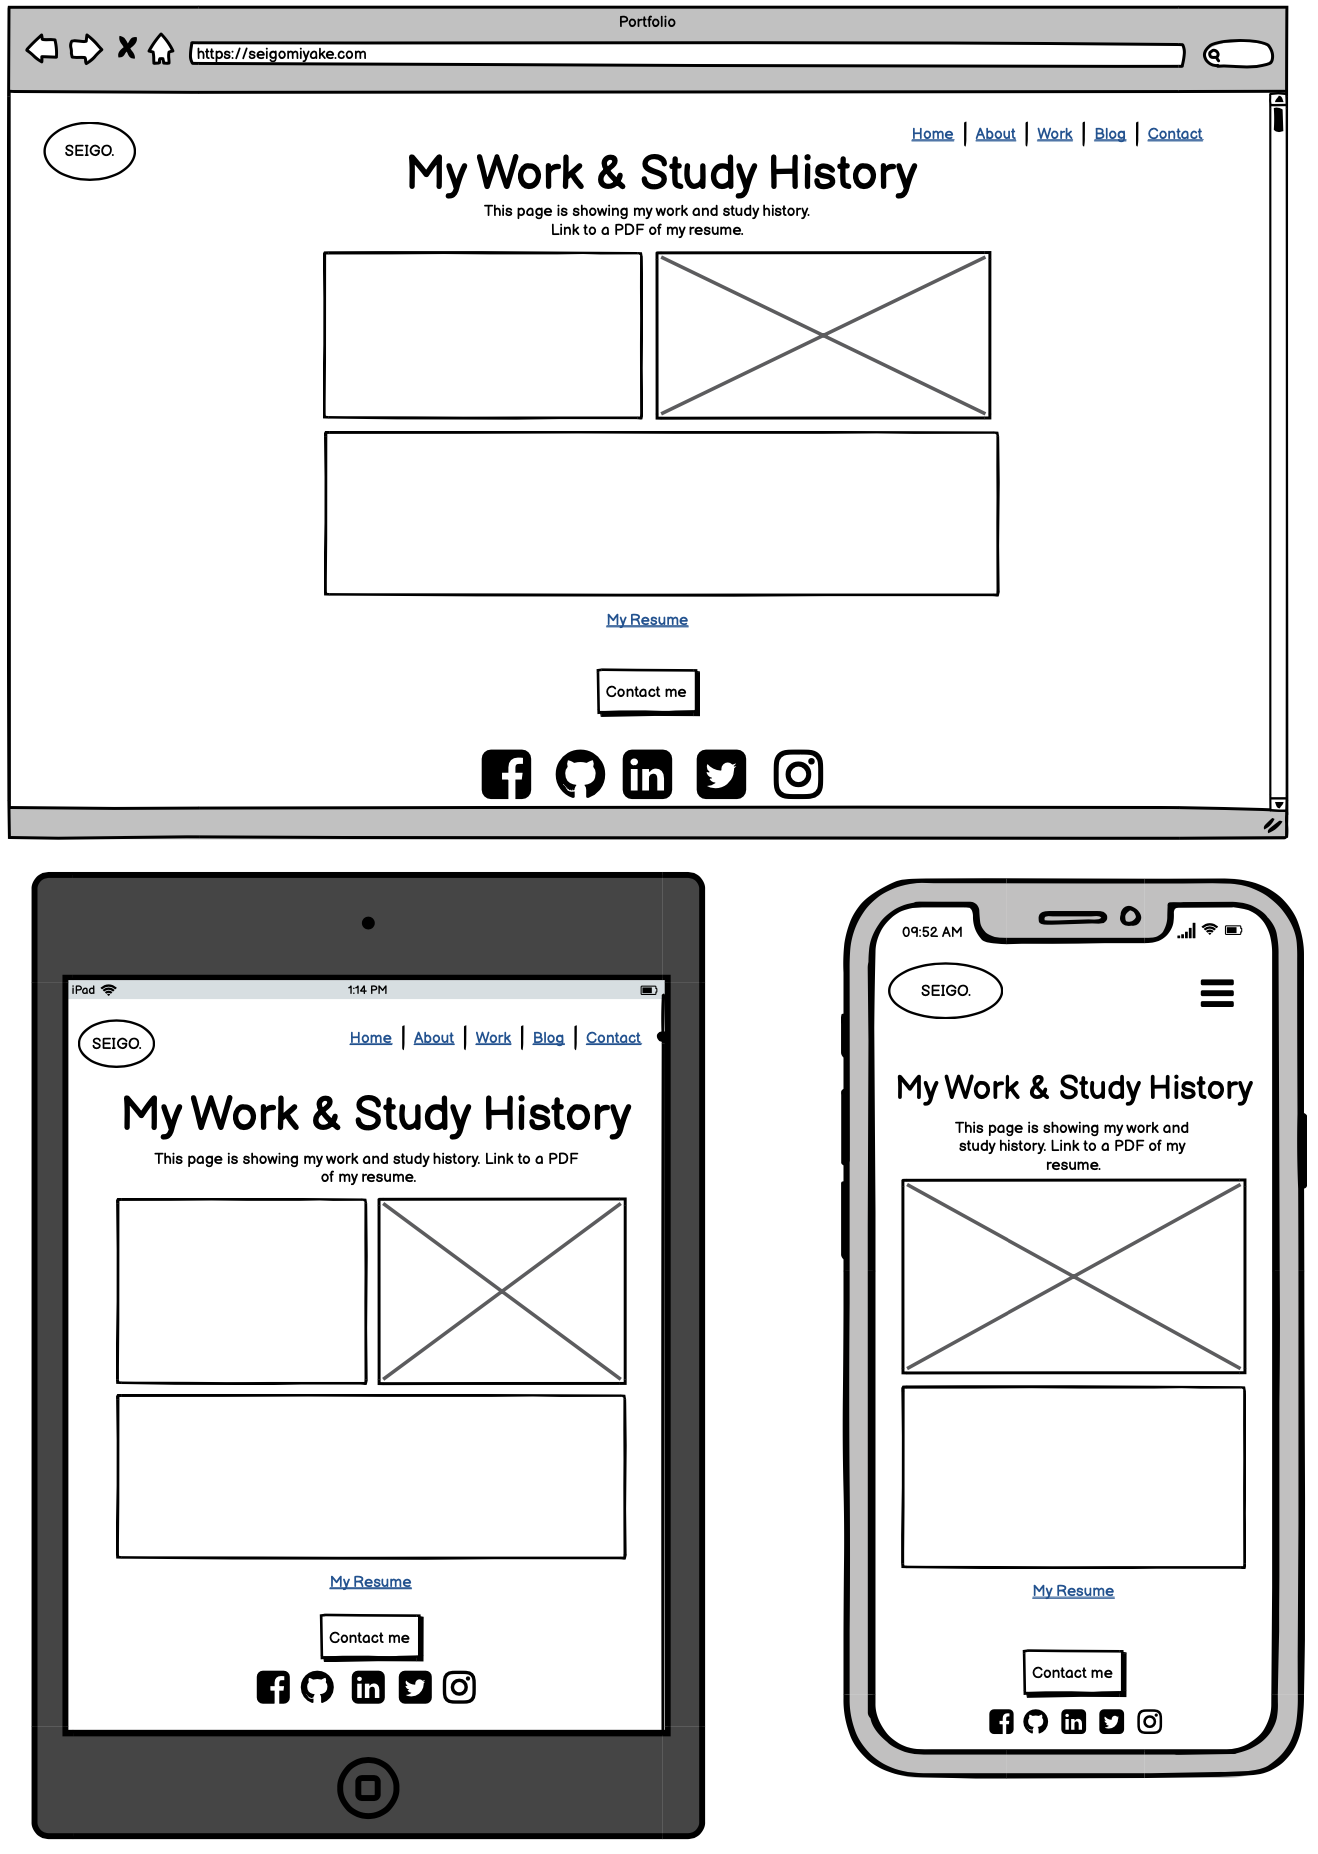 Portfolio
https://seigomiyake.com
SEIGO.
Home | About | Work | Blog | Contact
My Work & Study History
This page is showing my work and study history.
Link to a PDF of my resume.
My Resume
Contact me
iPad
1:14 PM
SEIGO.
Home | About | Work | Blog | Contact
My Work & Study History
This page is showing my work and study history. Link to a PDF
of my resume.
My Resume
Contact me
09:52 AM
SEIGO.
My Work & Study History
This page is showing my work and
study history. Link to a PDF of my
resume.
My Resume
Contact me